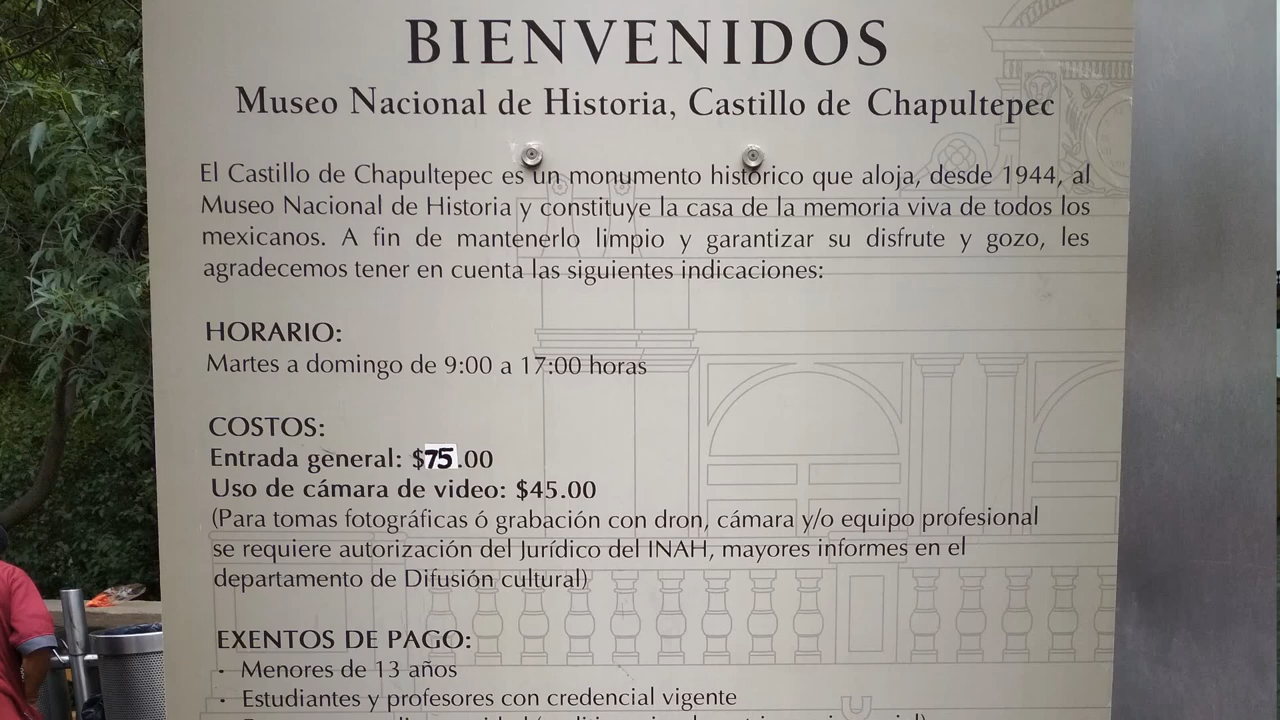 BIENVENIDOS
Museo Nacional de Historia, Castillo de Chapultepec
El Castillo de Chapultepec es un monumento histórico que aloja, desde 1944, al
Museo Nacional de Historia y constituye la casa de la memoria viva de todos los
mexicanos. A fin de mantenerlo limpio y garantizar su disfrute y gozo, les
agradecemos tener en cuenta las siguientes indicaciones:
HORARIO:
Martes a domingo de 9:00 a 17:00 horas
COSTOS:
Entrada general: $75.00
Uso de cámara de video: $45.00
(Para tomas fotográficas ó grabación con dron, cámara y/o equipo profesional
se requiere autorización del Jurídico del INAH, mayores informes en el
departamento de Difusión cultural)
EXENTOS DE PAGO:
· Menores de 13 años
· Estudiantes y profesores con credencial vigente